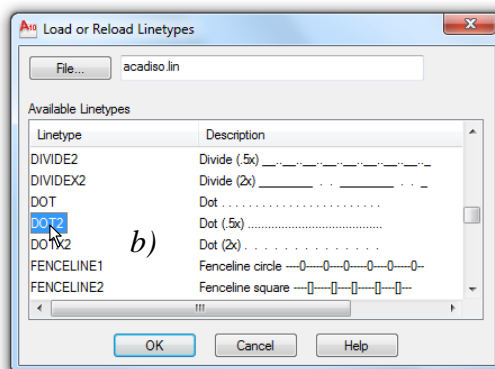 A10 Load or Reload Linetypes
File... acadiso.lin
Available Linetypes
Linetype Description
DIVIDE2 Divide (.5x) __..__..__..__..__..__..__..__.._
DIVIDEX2 Divide (2x) ________ . . ________ . . _
DOT Dot . . . . . . . . . . . . . . . . . . . . . . . .
DOT2 Dot (.5x) ........................................
DOTX2 Dot (2x) . . . . . . . . . . . . . .
b)
FENCELINE1 Fenceline circle ----0-----0----0-----0----0-----0--
FENCELINE2 Fenceline square ----[]-----[]----[]-----[]----[]---
OK Cancel Help